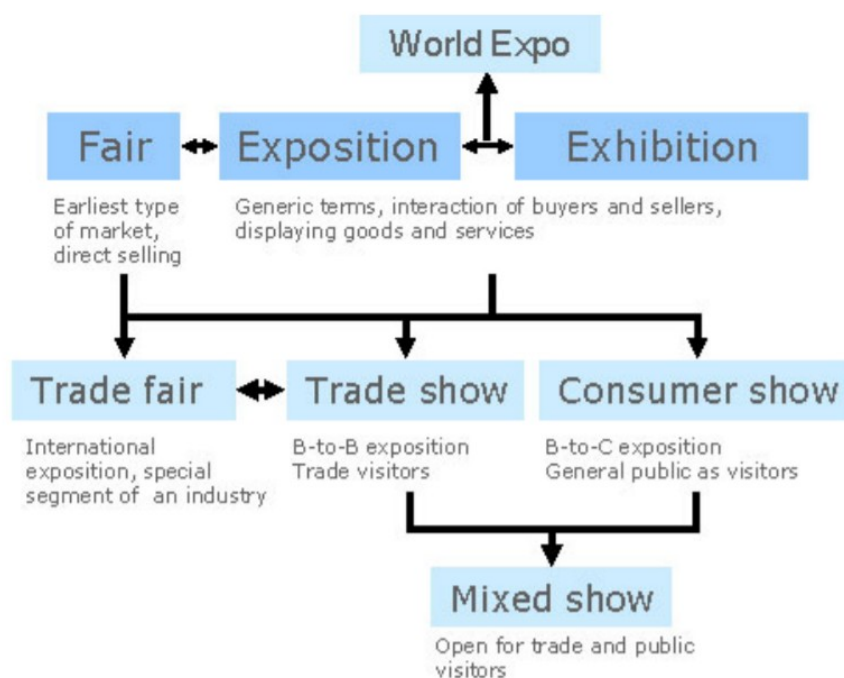 World Expo
Fair
Exposition
Exhibition
Earliest type
of market,
direct selling
Generic terms, interaction of buyers and sellers,
displaying goods and services
Trade fair
Trade show
Consumer show
International
exposition, special
segment of an industry
B-to-B exposition
Trade visitors
B-to-C exposition
General public as visitors
Mixed show
Open for trade and public
visitors